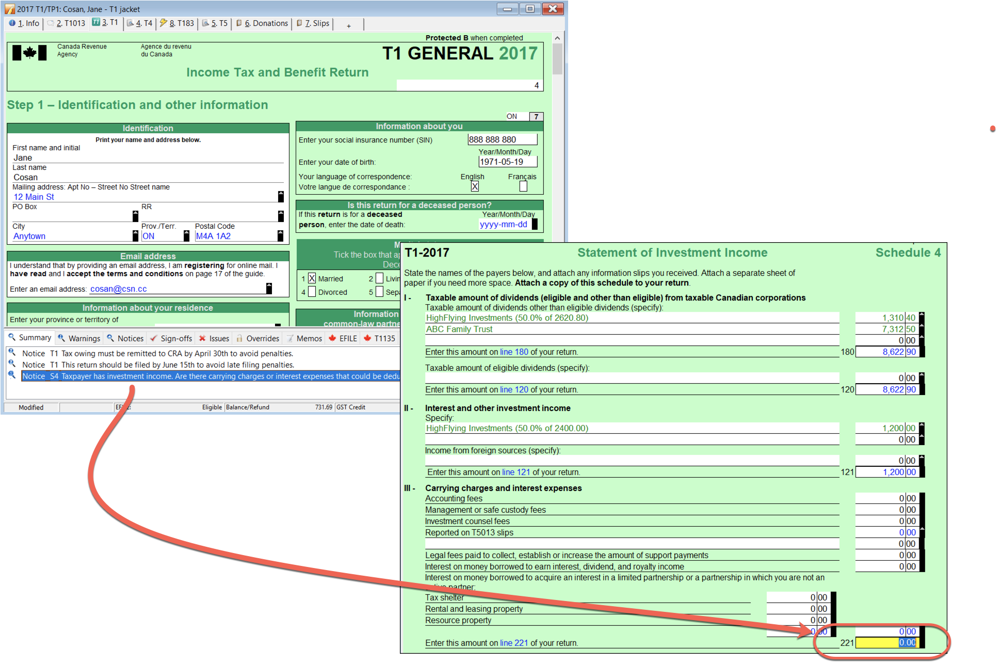 2017 T1/TP1: Cosan, Jane - T1 jacket
1. Info 2. T1013 3. T1 4. T4 8. T183 5. T5 6. Donations 7. Slips +
Protected B when completed
Canada Revenue Agence du revenu
Agency du Canada
T1 GENERAL 2017
Income Tax and Benefit Return
4
Step 1 – Identification and other information
ON 7
Identification
Print your name and address below.
First name and initial
Jane
Last name
Cosan
Mailing address: Apt No – Street No Street name
12 Main St
PO Box RR
City Prov./Terr. Postal Code
Anytown ON M4A 1A2
Email address
I understand that by providing an email address, I am registering for online mail. I
have read and I accept the terms and conditions on page 17 of the guide.
Enter an email address: cosan@csn.cc
Information about your residence
Enter your province or territory of
Information about you
Enter your social insurance number (SIN) 888 888 880
Year/Month/Day
Enter your date of birth: 1971-05-19
Your language of correspondence: English Français
Votre langue de correspondance : X
Is this return for a deceased person?
If this return is for a deceased Year/Month/Day
person, enter the date of death: yyyy-mm-dd
Tick the box that
Dece
1 X Married 2 Livin
4 Divorced 5 Sepa
Information
common-law partne
Summary Warnings Notices Sign-offs Issues Overrides Memos EFILE T1135
Notice T1 Tax owing must be remitted to CRA by April 30th to avoid penalties.
Notice T1 This return should be filed by June 15th to avoid late filing penalties.
Notice S4 Taxpayer has investment income. Are there carrying charges or interest expenses that could be dedu
Modified Eligible Balance/Refund 731.69 GST Credit
T1-2017 Statement of Investment Income Schedule 4
State the names of the payers below, and attach any information slips you received. Attach a separate sheet of
paper if you need more space. Attach a copy of this schedule to your return.
I - Taxable amount of dividends (eligible and other than eligible) from taxable Canadian corporations
Taxable amount of dividends other than eligible dividends (specify):
HighFlying Investments (50.0% of 2620.80) 1,310 40
ABC Family Trust 7,312 50
0 00
Enter this amount on line 180 of your return. 180 8,622 90
Taxable amount of eligible dividends (specify):
0 00
Enter this amount on line 120 of your return. 120 8,622 90
II - Interest and other investment income
Specify:
HighFlying Investments (50.0% of 2400.00) 1,200 00
0 00
Income from foreign sources (specify):
0 00
Enter this amount on line 121 of your return. 121 1,200 00
III - Carrying charges and interest expenses
Accounting fees 0 00
Management or safe custody fees 0 00
Investment counsel fees 0 00
Reported on T5013 slips 0 00
0 00
Legal fees paid to collect, establish or increase the amount of support payments 0 00
Interest on money borrowed to earn interest, dividend, and royalty income 0 00
Interest on money borrowed to acquire an interest in a limited partnership or a partnership in which you are not an
partner:
Tax shelter 0 00
Rental and leasing property 0 00
Resource property 0 00
0 00 0 00
Enter this amount on line 221 of your return. 221 0.00